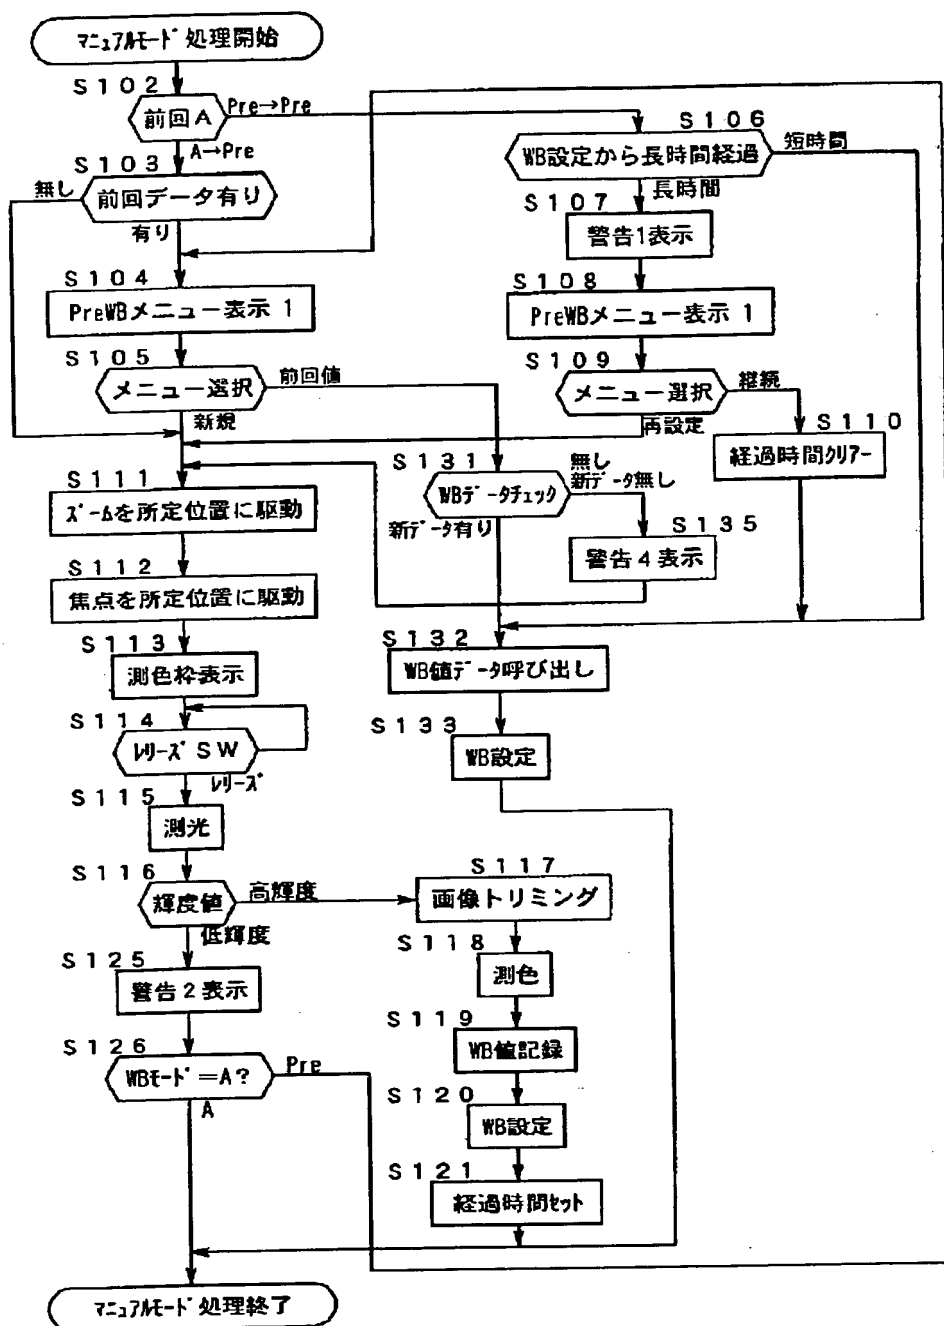 マニュアルモード 処理開始
S102
前回A
Pre→Pre
A→Pre
S103
無し
前回データ有り
有り
S104
PreWBメニュー表示 1
S105
メニュー選択
前回値
新規
S106
WB設定から長時間経過
短時間
長時間
S107
警告1表示
S108
PreWBメニュー表示 1
S109
メニュー選択
継続
再設定
S110
経過時間クリアー
S131
WBデータチェック
無し
新データ無し
新データ有り
S135
警告4表示
S111
ズームを所定位置に駆動
S112
焦点を所定位置に駆動
S113
測色枠表示
S114
レリーズ SW
レリーズ
S115
測光
S116
輝度値
高輝度
低輝度
S132
WB値データ呼び出し
S133
WB設定
S117
画像トリミング
S118
測色
S119
WB値記録
S120
WB設定
S121
経過時間セット
S125
警告2表示
S126
WBモード=A?
Pre
A
マニュアルモード 処理終了